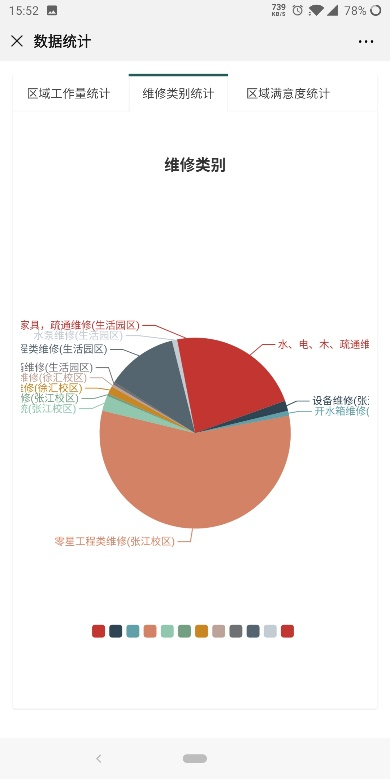 15:52
739
KB/S
78%
数据统计
区域工作量统计
维修类别统计
区域满意度统计
维修类别
家具，疏通维修(生活园区)
水、电、木、疏通维
水泵维修(生活园区)
程类维修(生活园区)
维修(生活园区)
维修(徐汇校区)
维修(徐汇校区)
修(张江校区)
统(张江校区)
设备维修(张
开水箱维修(
零星工程类维修(张江校区)